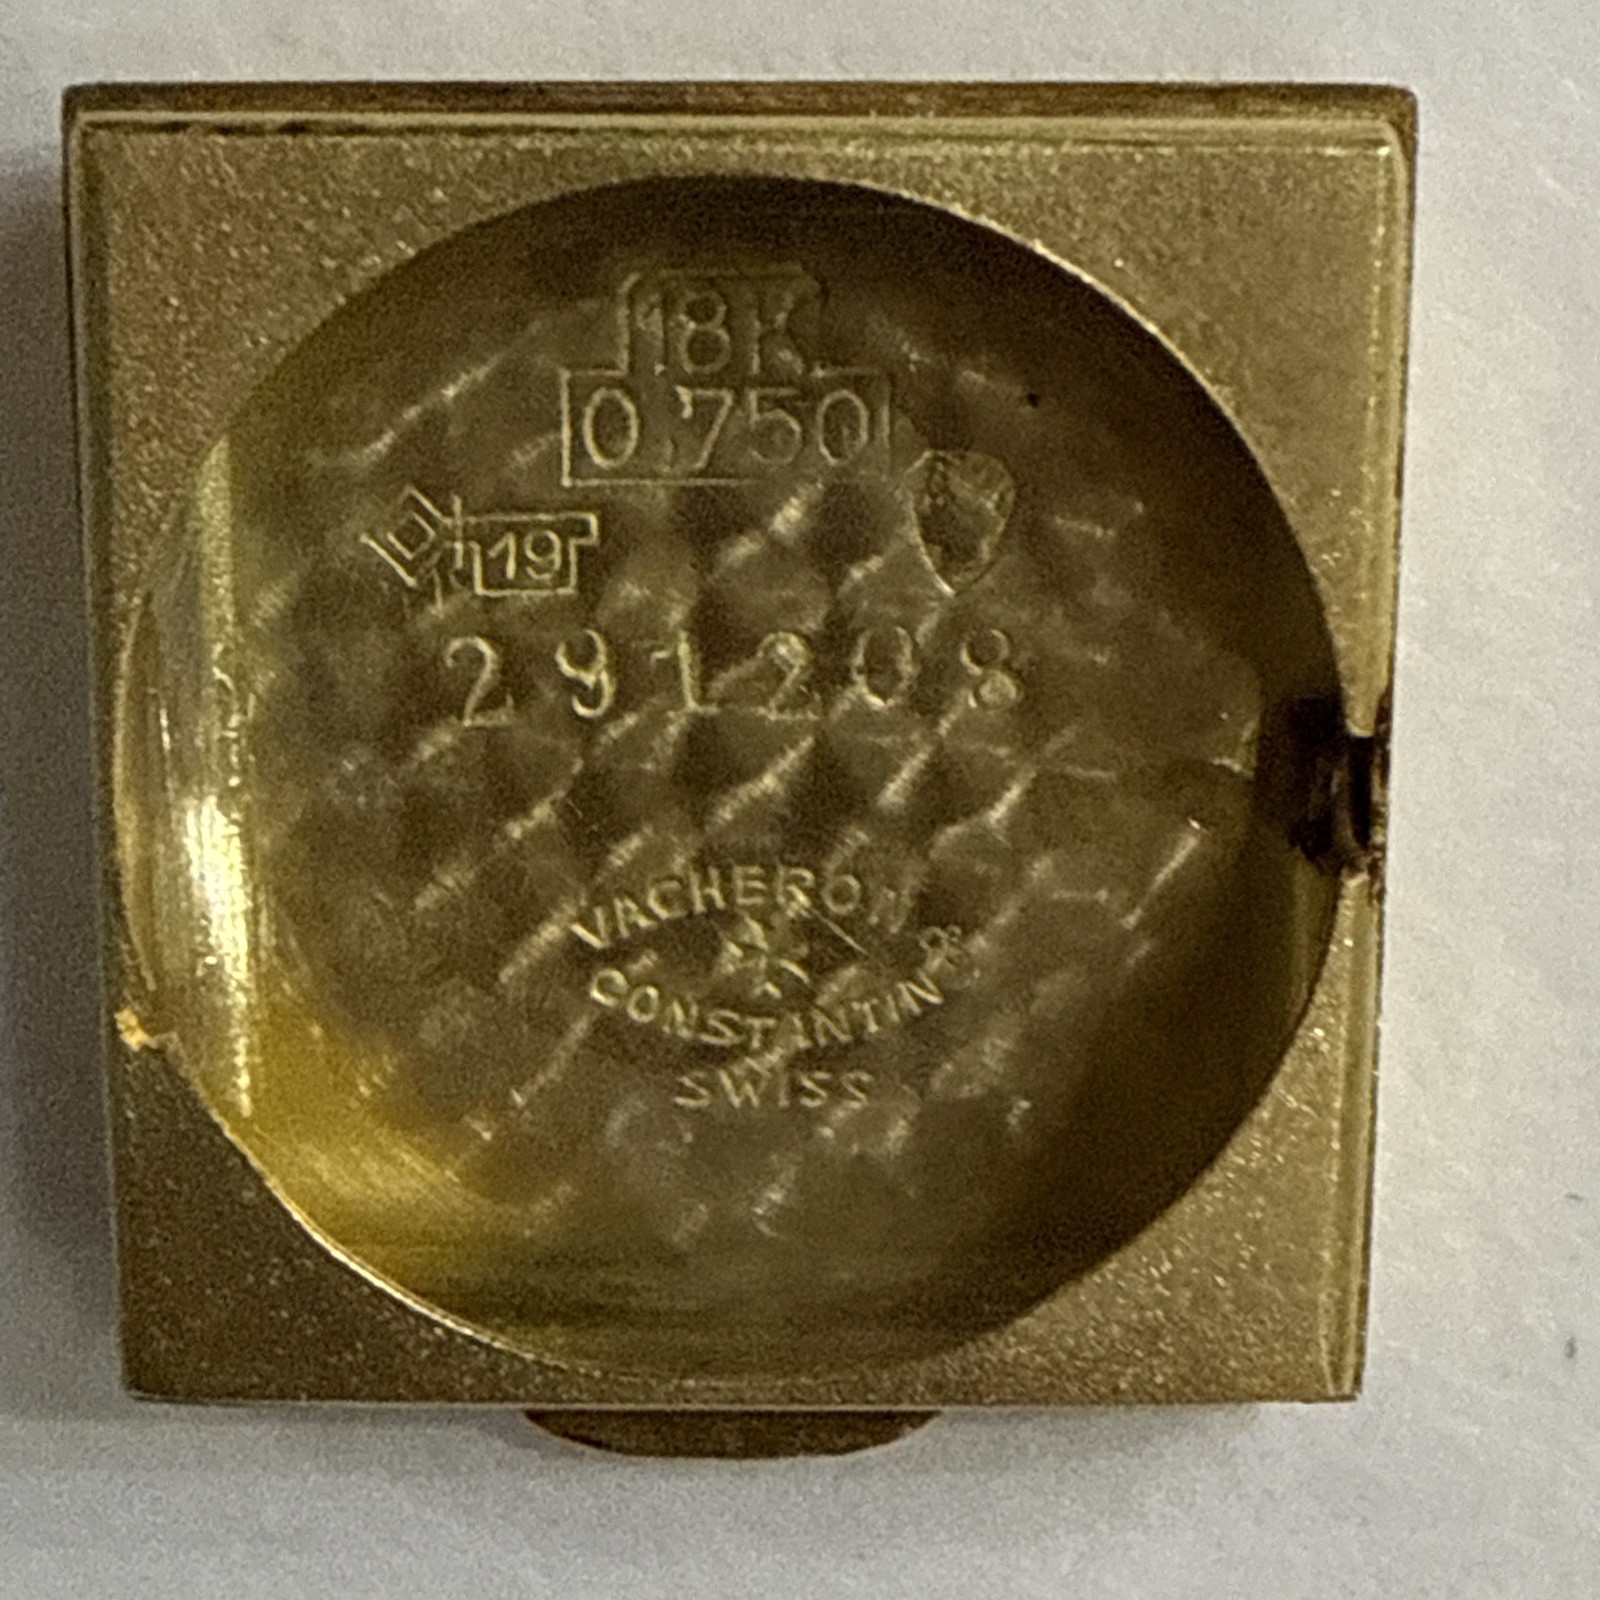 18K
0,750
19
291208
VACHERON &
CONSTANTIN
SWISS